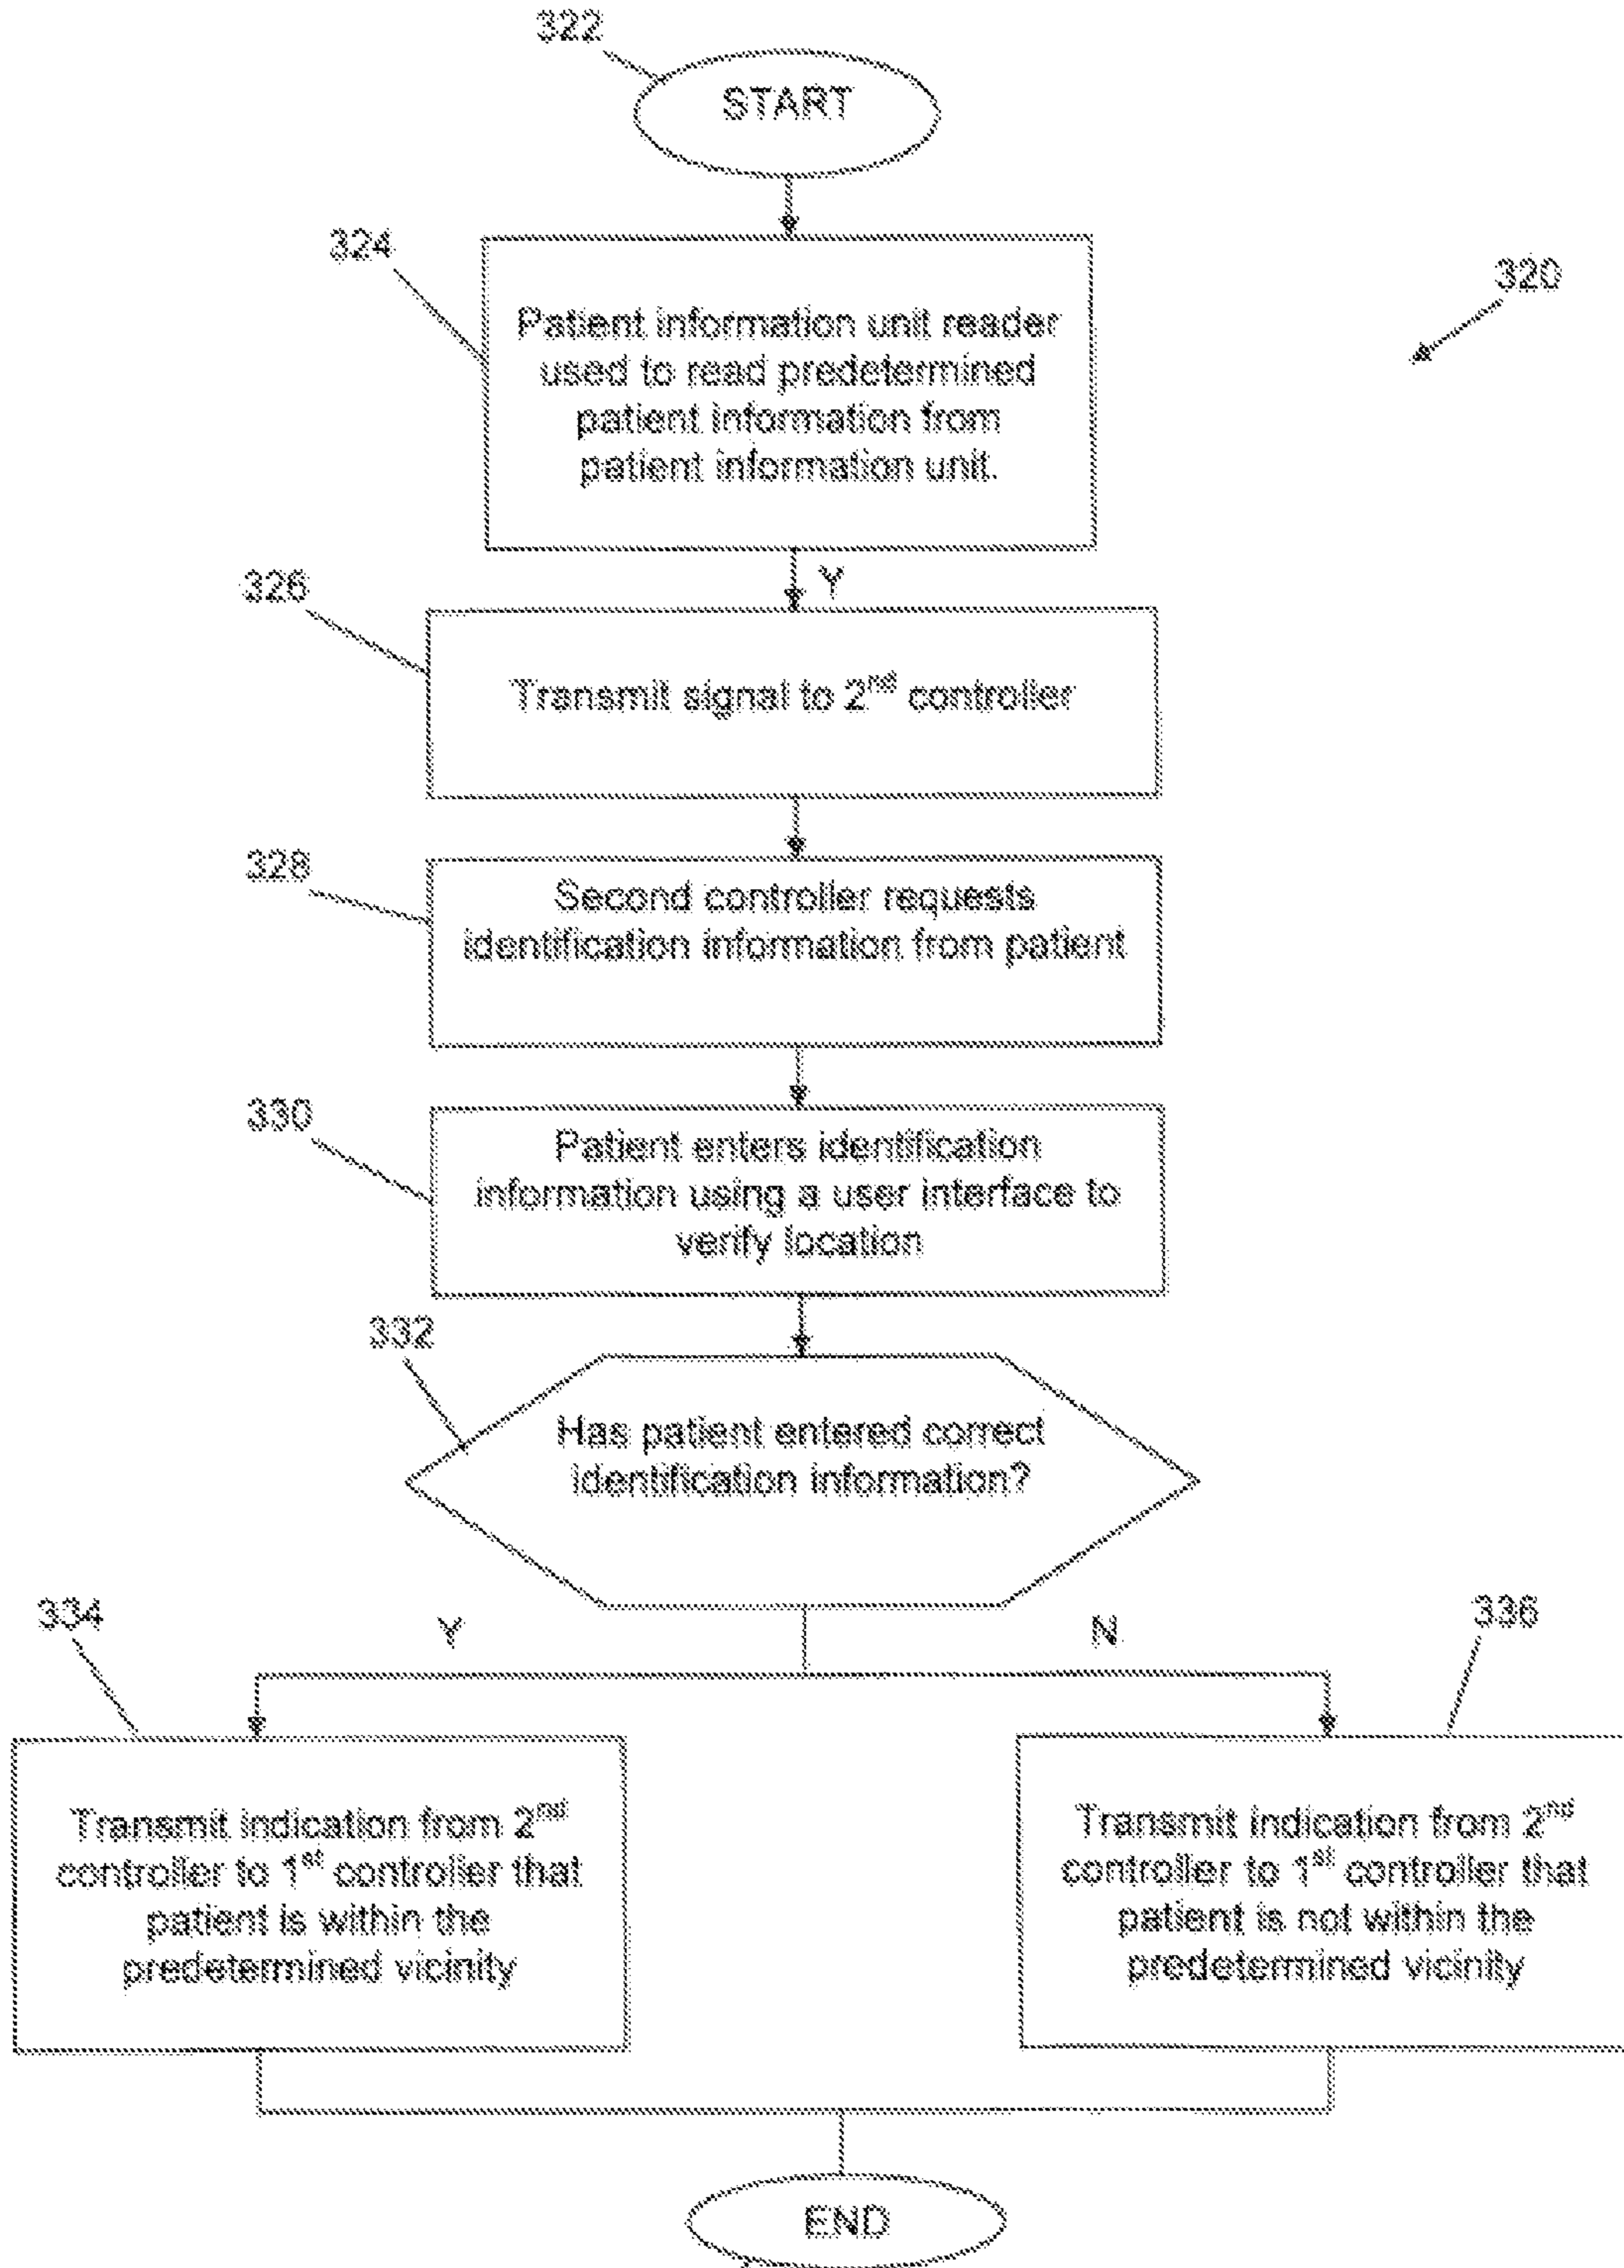 322
START
324
320
Patient information unit reader
used to read predetermined
patient information from
patient information unit.
326
Y
Transmit signal to 2nd controller
328
Second controller requests
identification information from patient
330
Patient enters identification
information using a user interface to
verify location
332
Has patient entered correct
identification information?
334
Y
N
336
Transmit indication from 2nd
controller to 1st controller that
patient is within the
predetermined vicinity
Transmit indication from 2nd
controller to 1st controller that
patient is not within the
predetermined vicinity
END